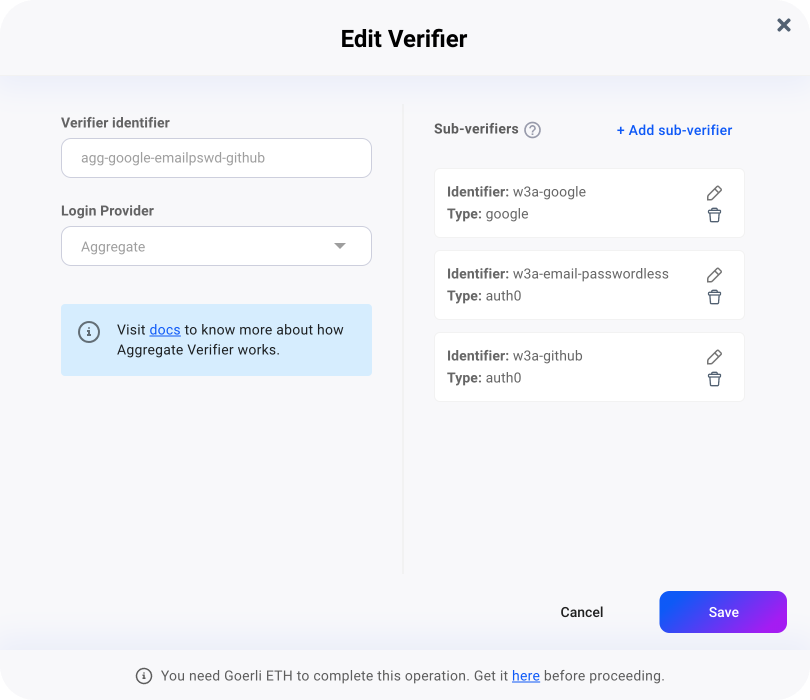 Edit Verifier
Verifier identifier
agg-google-emailpswd-github
Login Provider
Aggregate
Visit docs to know more about how
Aggregate Verifier works.
Sub-verifiers
+ Add sub-verifier
Identifier: w3a-google
Type: google
Identifier: w3a-email-passwordless
Type: auth0
Identifier: w3a-github
Type: auth0
Cancel
Save
You need Goerli ETH to complete this operation. Get it here before proceeding.